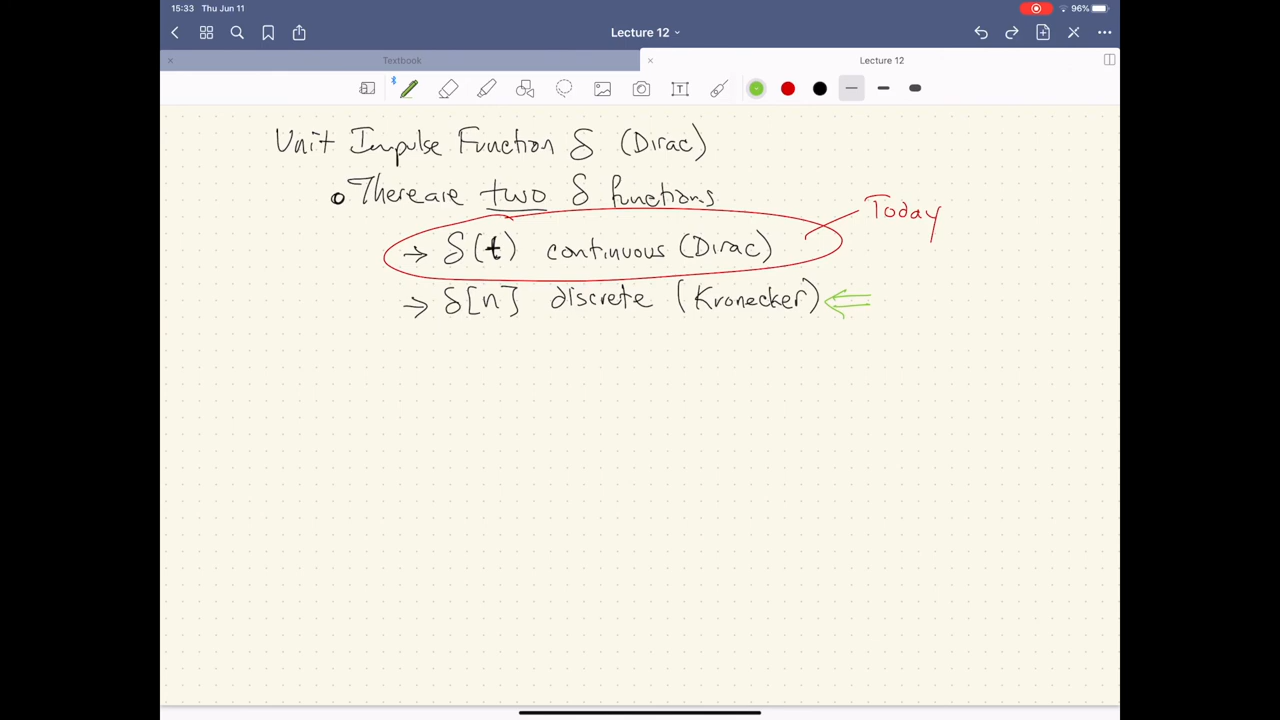 15:33 Thu Jun 11
96%
Lecture 12
Textbook
Lecture 12
T
Unit Impulse Function δ (Dirac)
There are two δ functions
Today
→ δ(t) continuous (Dirac)
→ δ[n] discrete (Kronecker)